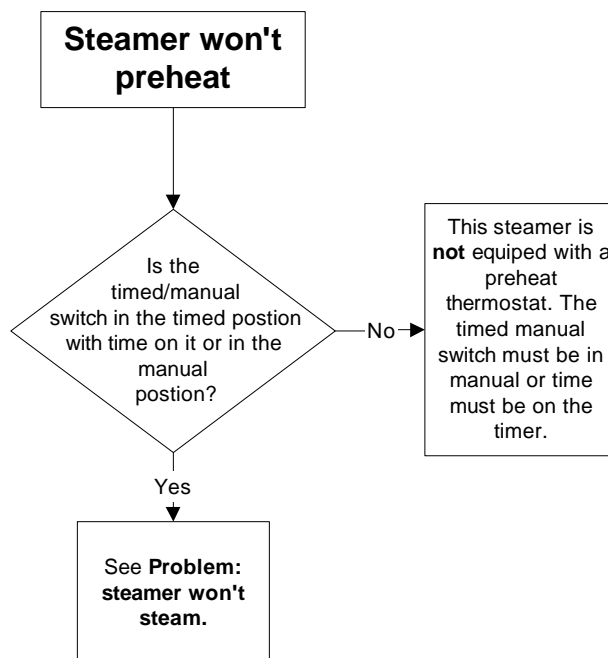 Steamer won't
preheat
Is the
timed/manual
switch in the timed postion
with time on it or in the
manual
postion?
No
This steamer is
not equiped with a
preheat
thermostat. The
timed manual
switch must be in
manual or time
must be on the
timer.
Yes
See Problem:
steamer won't
steam.